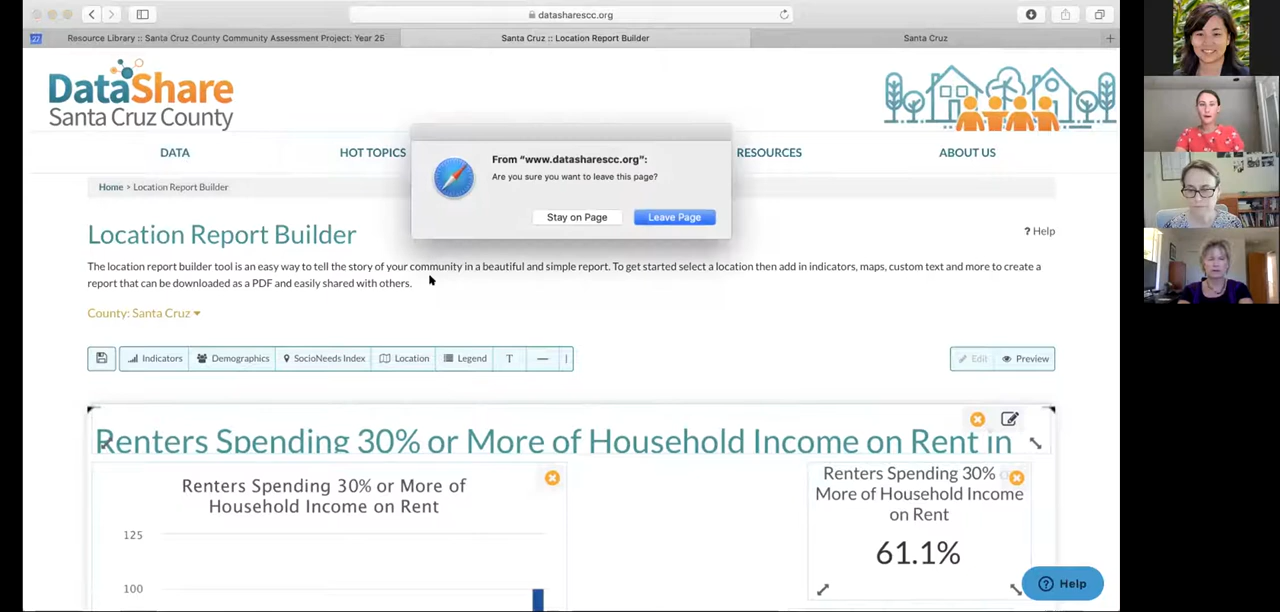 datasharescc.org
Resource Library :: Santa Cruz County Community Assessment Project: Year 25
Santa Cruz :: Location Report Builder
Santa Cruz
DataShare
Santa Cruz County
DATA
HOT TOPICS
RESOURCES
ABOUT US
From “www.datasharescc.org”:
Are you sure you want to leave this page?
Stay on Page
Leave Page
Home > Location Report Builder
Location Report Builder
? Help
The location report builder tool is an easy way to tell the story of your community in a beautiful and simple report. To get started select a location then add in indicators, maps, custom text and more to create a
report that can be downloaded as a PDF and easily shared with others.
County: Santa Cruz
Indicators
Demographics
SocioNeeds Index
Location
Legend
T
Edit
Preview
Renters Spending 30% or More of Household Income on Rent in
Renters Spending 30% or More of
Household Income on Rent
125
100
Renters Spending 30%
More of Household Income
on Rent
61.1%
Help